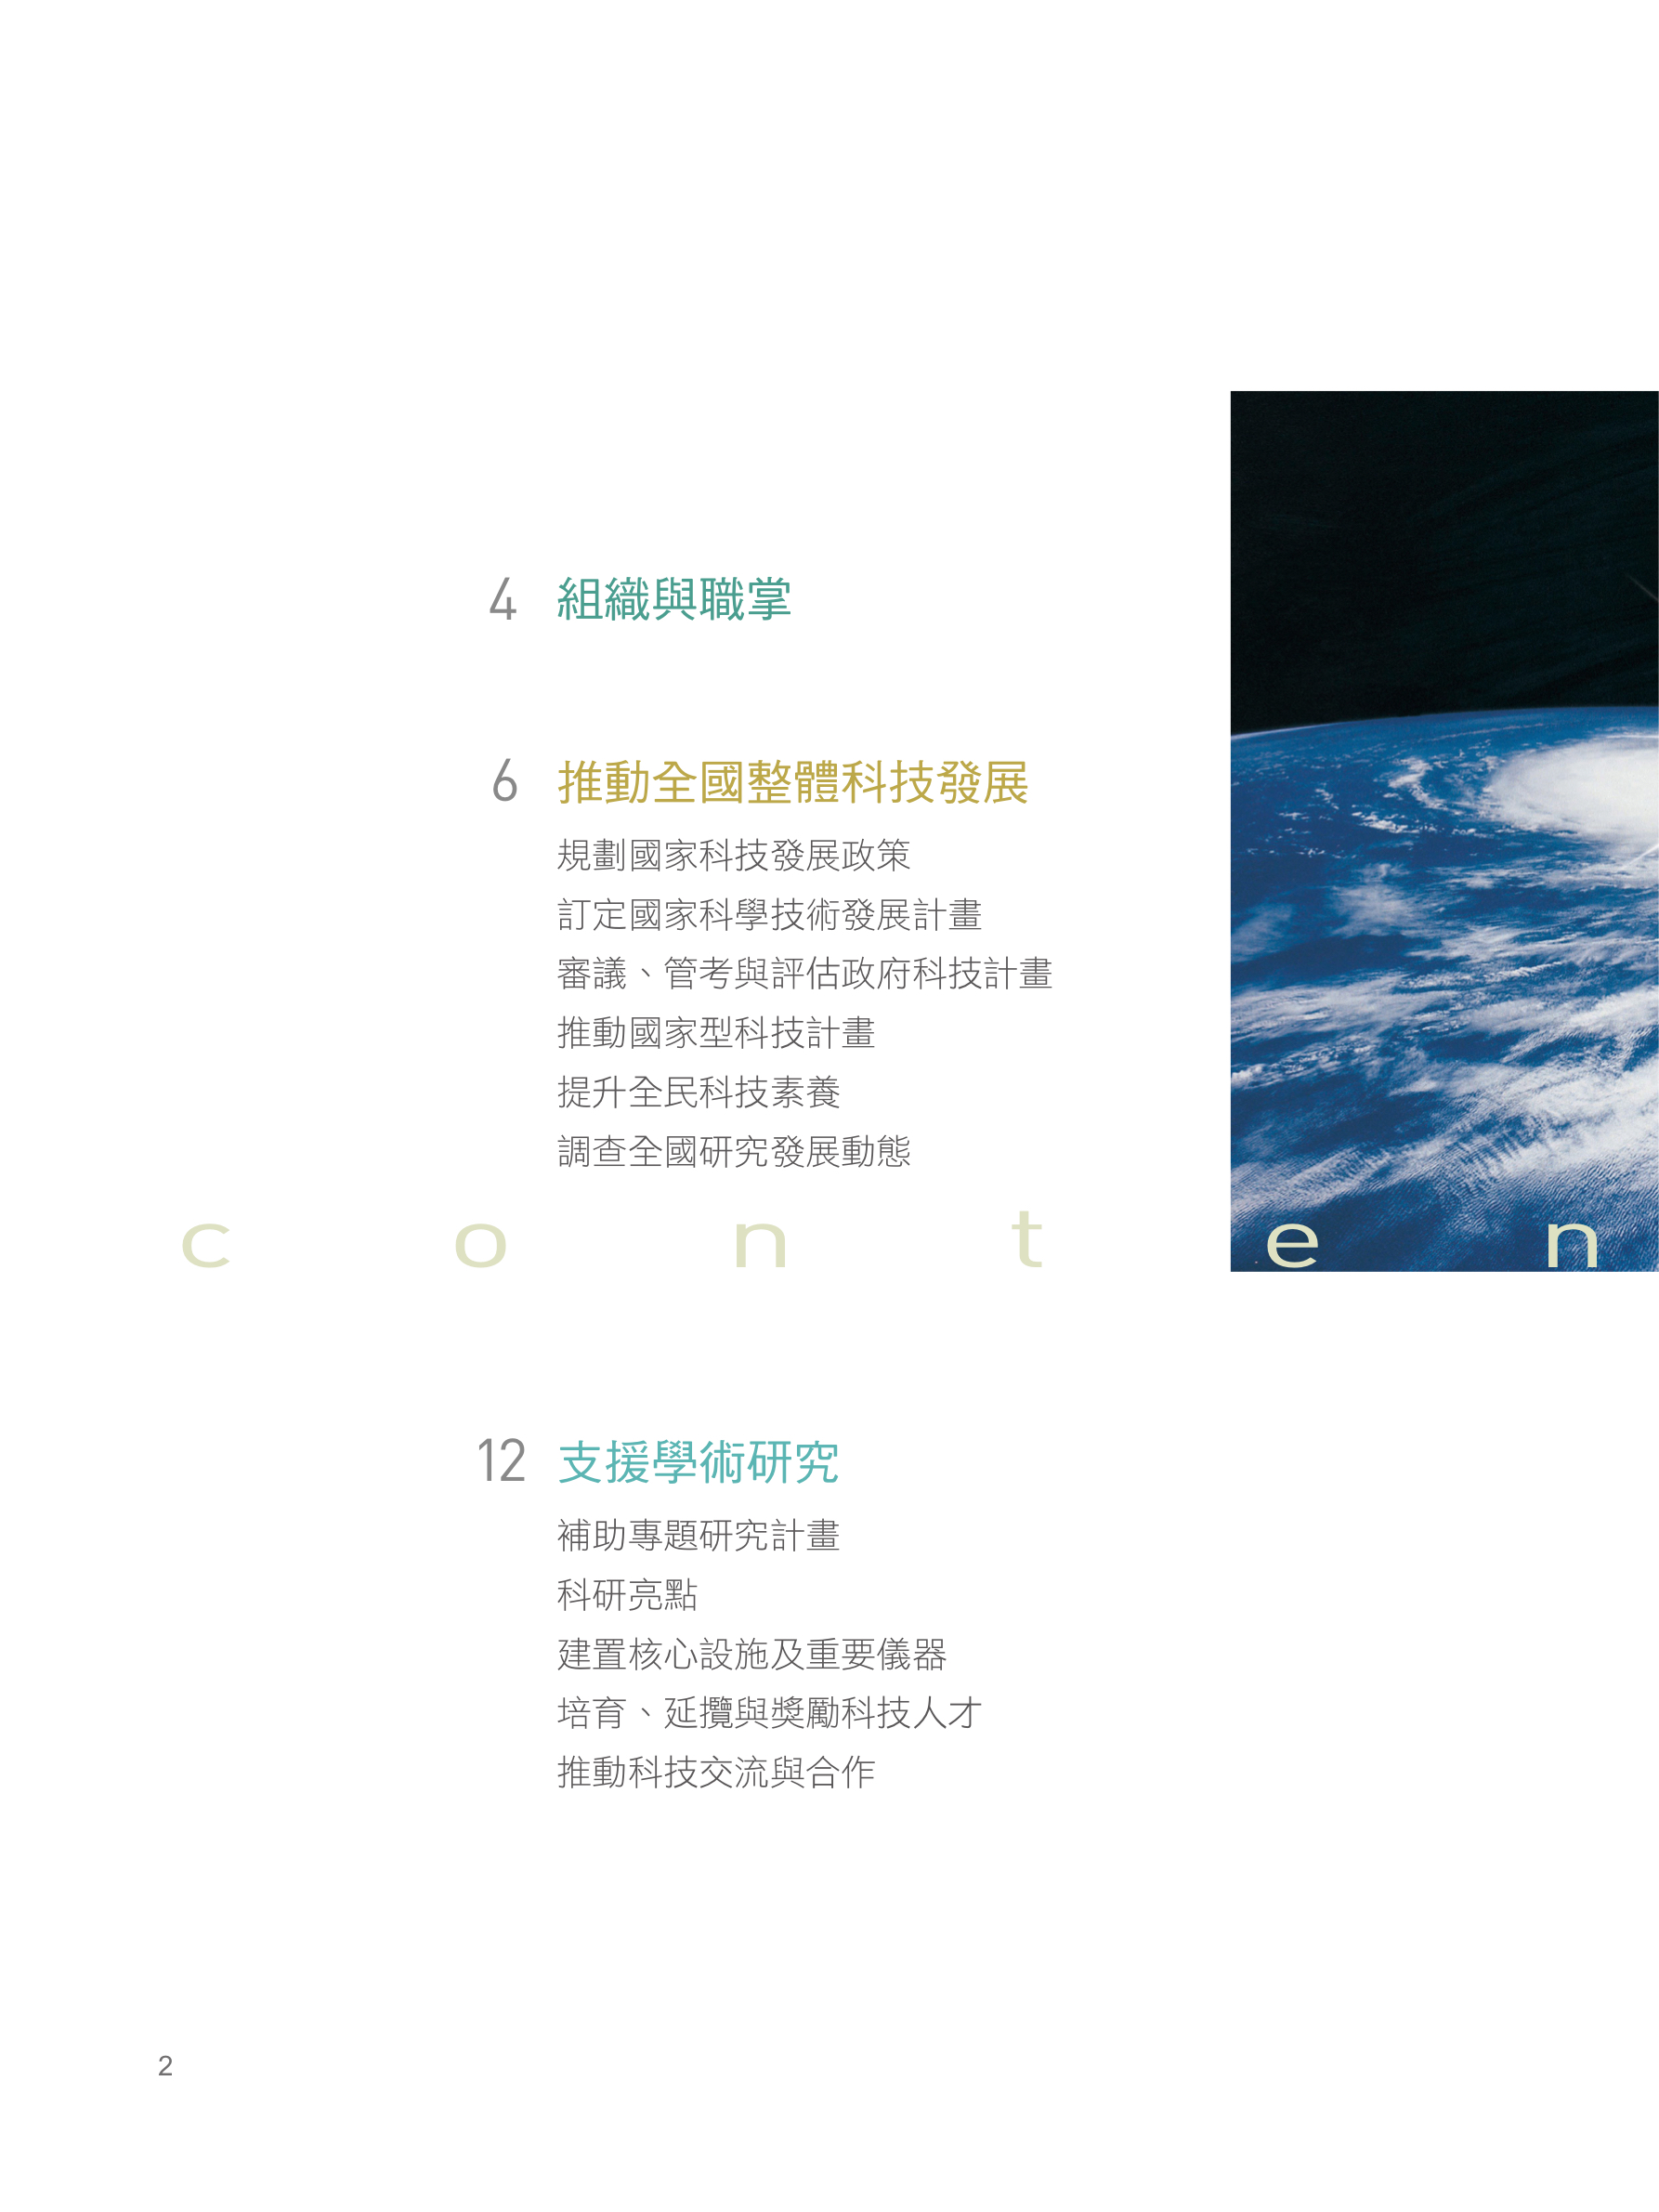 4 組織與職掌
6 推動全國整體科技發展
規劃國家科技發展政策
訂定國家科學技術發展計畫
審議、管考與評估政府科技計畫
推動國家型科技計畫
提升全民科技素養
調查全國研究發展動態
c o n t e n
12 支援學術研究
補助專題研究計畫
科研亮點
建置核心設施及重要儀器
培育、延攬與獎勵科技人才
推動科技交流與合作
2